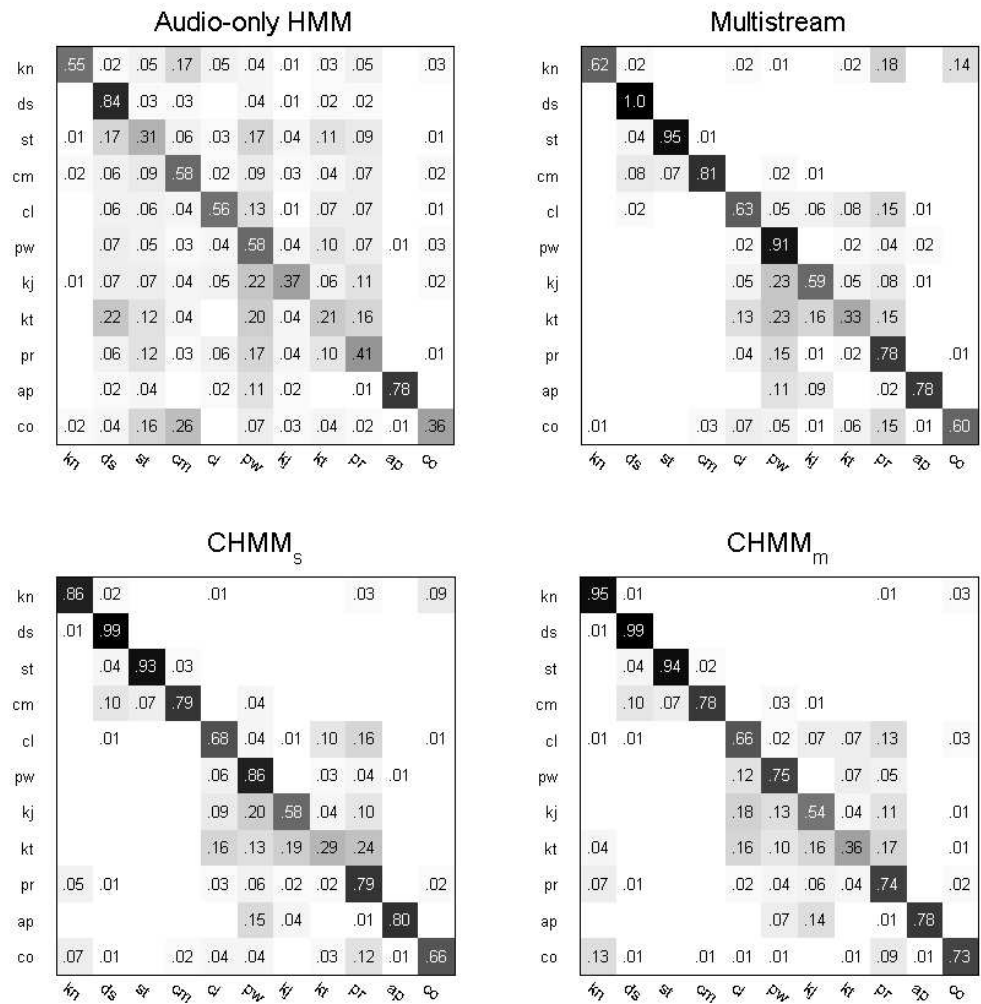 Audio-only HMM
kn .55 .02 .05 .17 .05 .04 .01 .03 .05 .03
ds .84 .03 .03 .04 .01 .02 .02
st .01 .17 .31 .06 .03 .17 .04 .11 .09 .01
cm .02 .06 .09 .58 .02 .09 .03 .04 .07 .02
cl .06 .06 .04 .56 .13 .01 .07 .07 .01
pw .07 .05 .03 .04 .58 .04 .10 .07 .01 .03
kj .01 .07 .07 .04 .05 .22 .37 .06 .11 .02
kt .22 .12 .04 .20 .04 .21 .16
pr .06 .12 .03 .06 .17 .04 .10 .41 .01
ap .02 .04 .02 .11 .02 .01 .78
co .02 .04 .16 .26 .07 .03 .04 .02 .01 .36
kn ds st cm cl pw kj kt pr ap co
Multistream
kn .62 .02 .02 .01 .02 .18 .14
ds 1.0
st .04 .95 .01
cm .08 .07 .81 .02 .01
cl .02 .63 .05 .06 .08 .15 .01
pw .02 .91 .02 .04 .02
kj .05 .23 .59 .05 .08 .01
kt .13 .23 .16 .33 .15
pr .04 .15 .01 .02 .78 .01
ap .11 .09 .02 .78
co .01 .03 .07 .05 .01 .06 .15 .01 .60
kn ds st cm cl pw kj kt pr ap co
CHMMs
kn .86 .02 .01 .03 .09
ds .01 .99
st .04 .93 .03
cm .10 .07 .79 .04
cl .01 .68 .04 .01 .10 .16 .01
pw .06 .86 .03 .04 .01
kj .09 .20 .58 .04 .10
kt .16 .13 .19 .29 .24
pr .05 .01 .03 .06 .02 .02 .79 .02
ap .15 .04 .01 .80
co .07 .01 .02 .04 .04 .03 .12 .01 .66
kn ds st cm cl pw kj kt pr ap co
CHMMm
kn .95 .01 .01 .03
ds .01 .99
st .04 .94 .02
cm .10 .07 .78 .03 .01
cl .01 .01 .66 .02 .07 .07 .13 .03
pw .12 .75 .07 .05
kj .18 .13 .54 .04 .11 .01
kt .04 .16 .10 .16 .36 .17 .01
pr .07 .01 .02 .04 .06 .04 .74 .02
ap .07 .14 .01 .78
co .13 .01 .01 .01 .01 .01 .09 .01 .73
kn ds st cm cl pw kj kt pr ap co